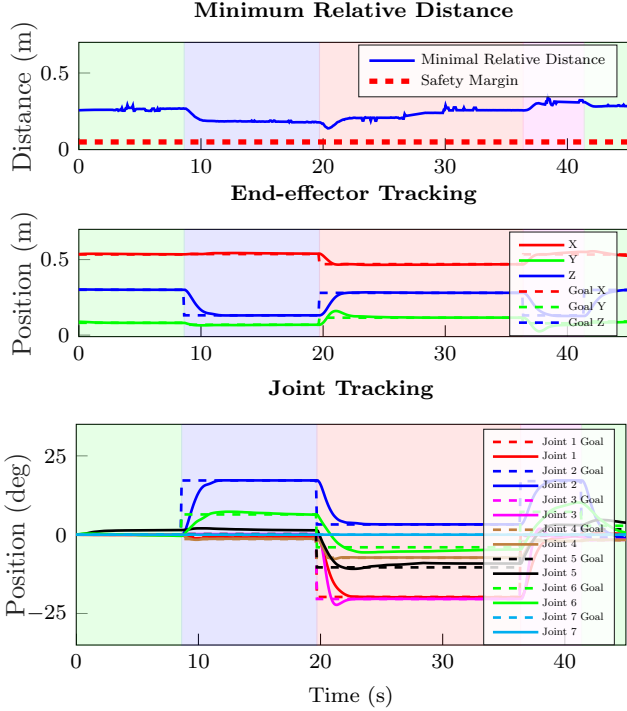 Minimum Relative Distance
Distance (m)
0.5
0
Minimal Relative Distance
Safety Margin
0
10
20
30
40
End-effector Tracking
Position (m)
0.5
0
X
Y
Z
Goal X
Goal Y
Goal Z
0
10
20
30
40
Joint Tracking
Position (deg)
25
0
−25
Joint 1 Goal
Joint 1
Joint 2 Goal
Joint 2
Joint 3 Goal
Joint 3
Joint 4 Goal
Joint 4
Joint 5 Goal
Joint 5
Joint 6 Goal
Joint 6
Joint 7 Goal
Joint 7
0
10
20
30
40
Time (s)